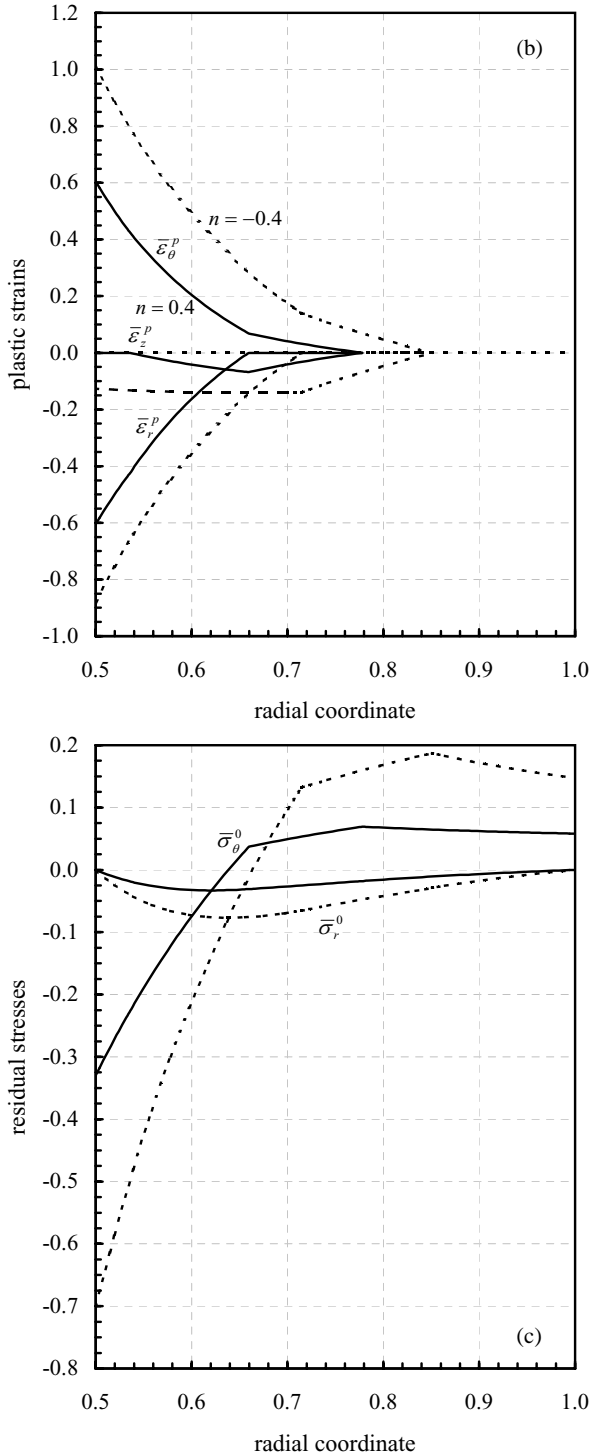 (b)
1.0
0.8
0.6
0.4
0.2
0.0
-0.2
-0.4
-0.6
-0.8
-1.0
plastic strains
n = −0.4
ε̅θᵖ
n = 0.4
ε̅zᵖ
ε̅rᵖ
0.5 0.6 0.7 0.8 0.9 1.0
radial coordinate
0.2
0.1
0.0
-0.1
-0.2
-0.3
-0.4
-0.5
-0.6
-0.7
-0.8
residual stresses
σ̅θ⁰
σ̅r⁰
(c)
0.5 0.6 0.7 0.8 0.9 1.0
radial coordinate